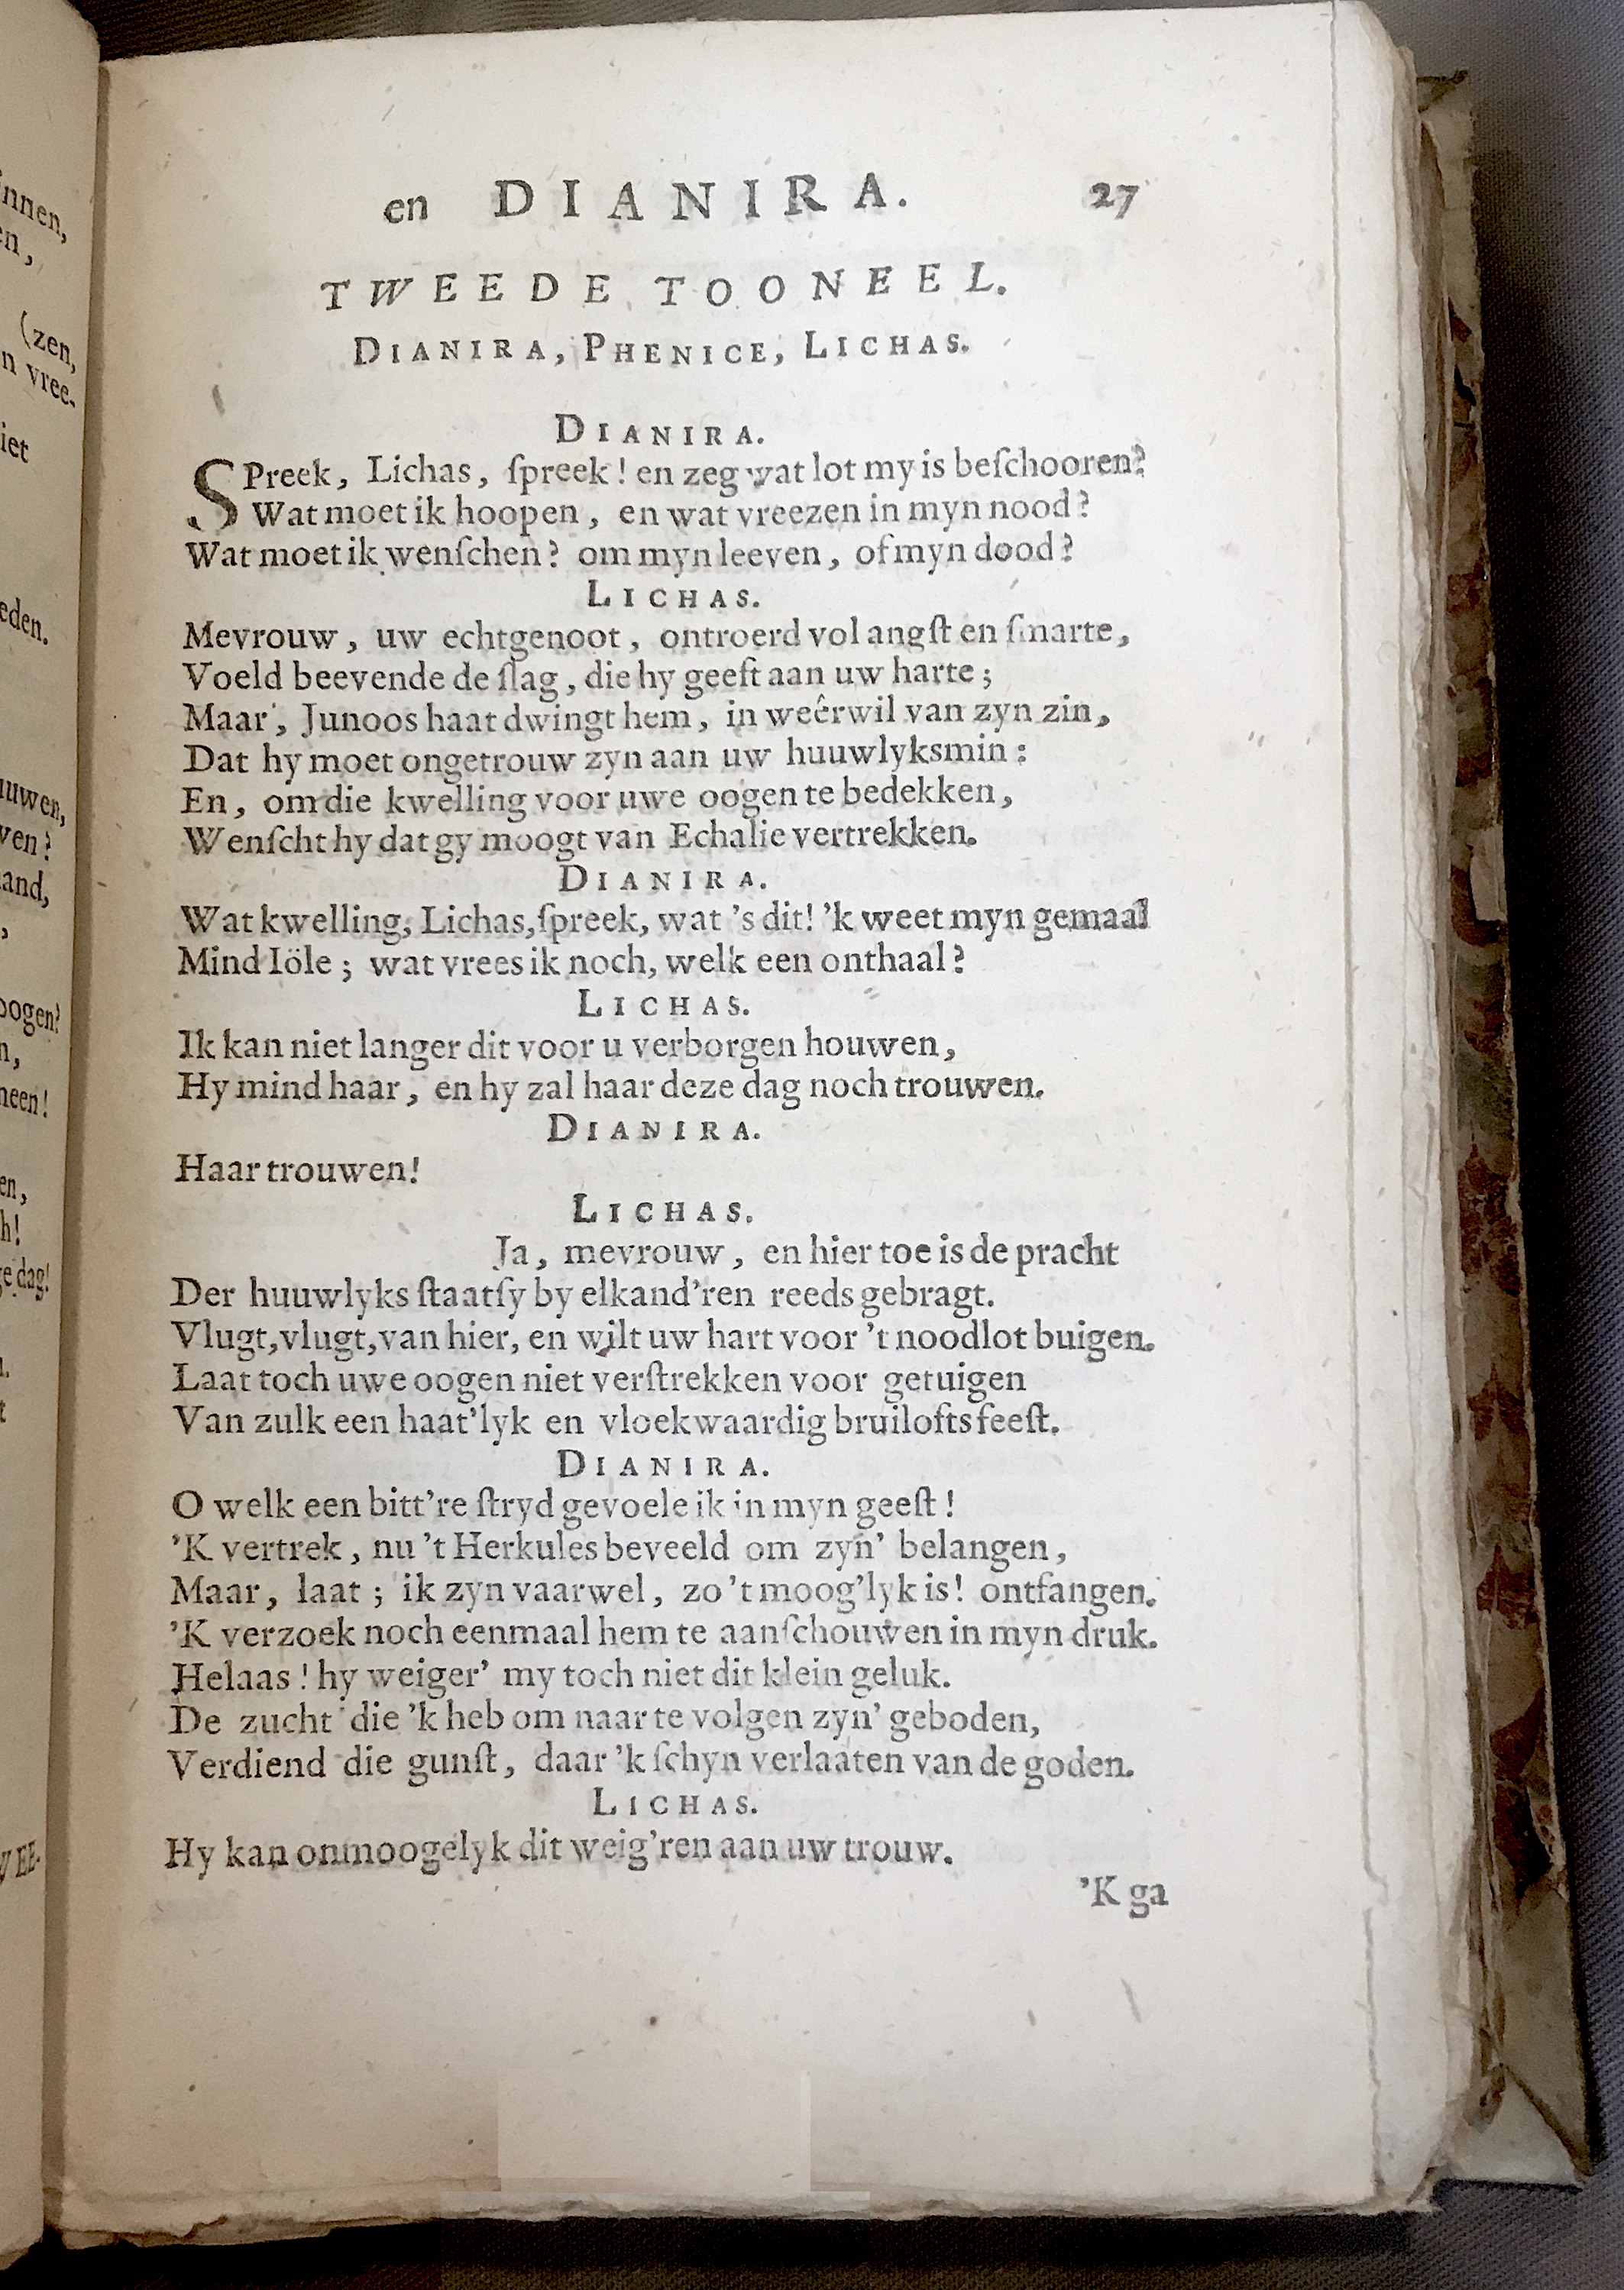 en DIANIRA. 27
TWEEDE TOONEEL.
DIANIRA, PHENICE, LICHAS.
DIANIRA.
SPreek, Lichas, ſpreek! en zeg wat lot my is beſchooren?
Wat moet ik hoopen, en wat vreezen in myn nood?
Wat moet ik wenſchen? om myn leeven, of myn dood?
LICHAS.
Mevrouw, uw echtgenoot, ontroerd vol angſt en ſmarte,
Voeld beevende de ſlag, die hy geeft aan uw harte;
Maar, Junoos haat dwingt hem, in weêrwil van zyn zin,
Dat hy moet ongetrouw zyn aan uw huuwlyksmin:
En, om die kwelling voor uwe oogen te bedekken,
Wenſcht hy dat gy moogt van Echalie vertrekken.
DIANIRA.
Wat kwelling, Lichas, ſpreek, wat 's dit! 'k weet myn gemaal
Mind Iöle; wat vrees ik noch, welk een onthaal?
LICHAS.
Ik kan niet langer dit voor u verborgen houwen,
Hy mind haar, en hy zal haar deze dag noch trouwen.
DIANIRA.
Haar trouwen!
LICHAS.
Ja, mevrouw, en hier toe is de pracht
Der huuwlyks ſtaatſy by elkand'ren reeds gebragt.
Vlugt, vlugt, van hier, en wilt uw hart voor 't noodlot buigen.
Laat toch uwe oogen niet verſtrekken voor getuigen
Van zulk een haat'lyk en vloekwaardig bruiloftsfeeſt.
DIANIRA.
O welk een bitt're ſtryd gevoele ik in myn geeſt!
'K vertrek, nu 't Herkules beveeld om zyn' belangen,
Maar, laat; ik zyn vaarwel, zo 't moog'lyk is! ontfangen.
'K verzoek noch eenmaal hem te aanſchouwen in myn druk.
Helaas! hy weiger' my toch niet dit klein geluk.
De zucht die 'k heb om naar te volgen zyn' geboden,
Verdiend die gunſt, daar 'k ſchyn verlaaten van de goden.
LICHAS.
Hy kan onmoogelyk dit weig'ren aan uw trouw.
'K ga